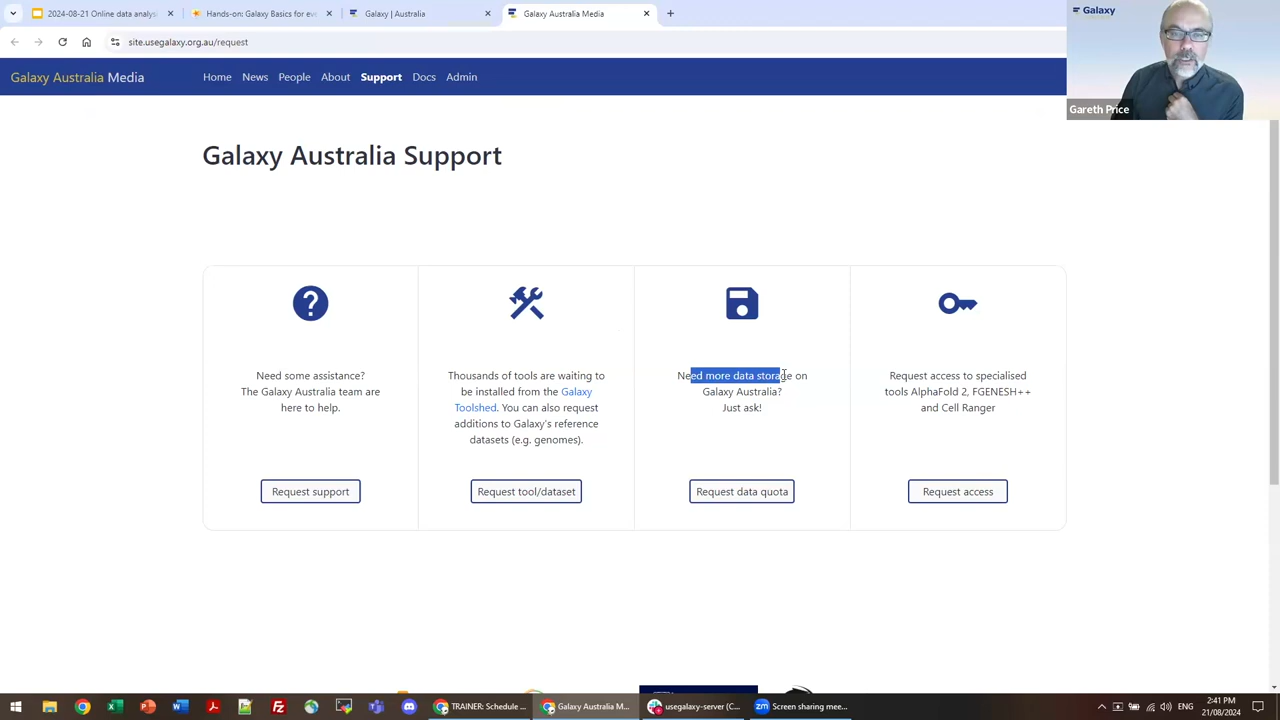 2024-08-21 Online data analys
Hands-on: Galaxy Basics for ev
Galaxy | Australia
Galaxy Australia Media
site.usegalaxy.org.au/request
Galaxy
Gareth Price
Galaxy Australia Media
Home
News
People
About
Support
Docs
Admin
Galaxy Australia Support
Need some assistance?
The Galaxy Australia team are
here to help.
Request support
Thousands of tools are waiting to
be installed from the Galaxy
Toolshed. You can also request
additions to Galaxy's reference
datasets (e.g. genomes).
Request tool/dataset
Need more data storage on
Galaxy Australia?
Just ask!
Request data quota
Request access to specialised
tools AlphaFold 2, FGENESH++
and Cell Ranger
Request access
TRAINER: Schedule ...
Galaxy Australia M...
usegalaxy-server (C...
Screen sharing mee...
ENG
2:41 PM
21/08/2024